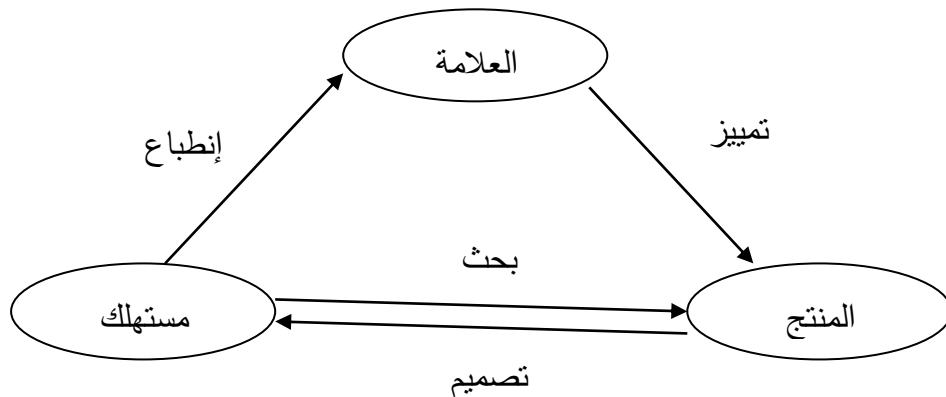 العلامة
تمييز
إنطباع
بحث
المنتج
مستهلك
تصميم